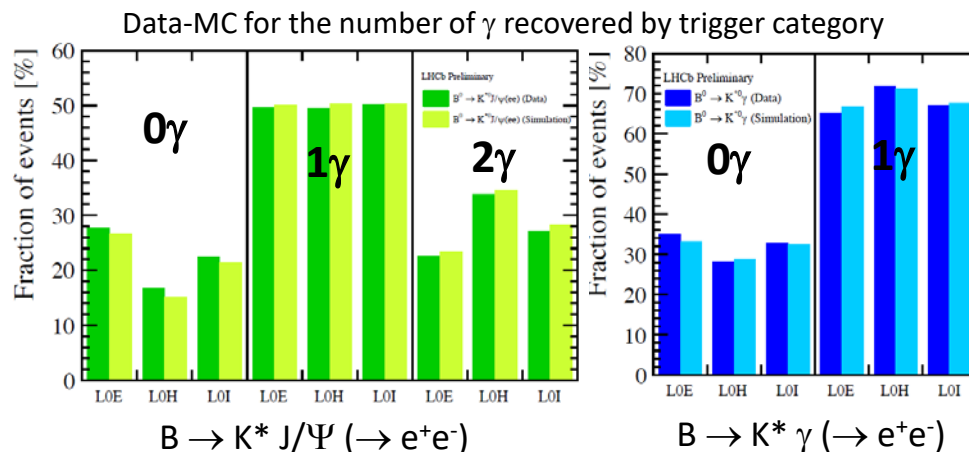 Data-MC for the number of γ recovered by trigger category
Fraction of events [%]
60
50
40
30
20
10
0
LHCb Preliminary
B⁰ → K*⁰J/ψ(ee) (Data)
B⁰ → K*⁰J/ψ(ee) (Simulation)
0γ
1γ
2γ
L0E L0H L0I L0E L0H L0I L0E L0H L0I
B → K* J/Ψ (→ e⁺e⁻)
Fraction of events [%]
80
70
60
50
40
30
20
10
0
LHCb Preliminary
B⁰ → K*⁰γ (Data)
B⁰ → K*⁰γ (Simulation)
0γ
1γ
L0E L0H L0I L0E L0H L0I
B → K* γ (→ e⁺e⁻)